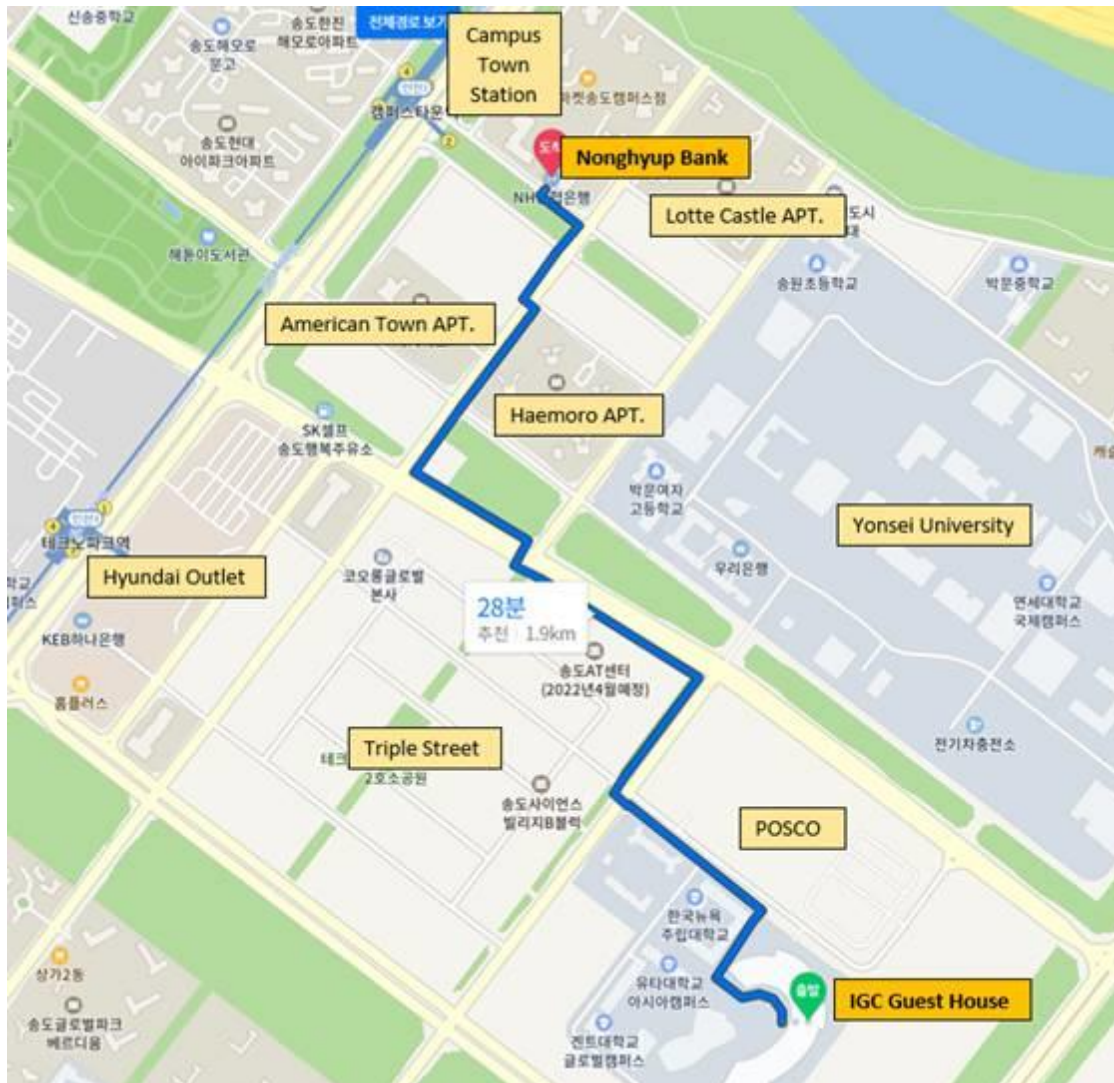 신송중학교
송도해모로
문고
송도한진
해모로아파트
전체경로 보기
Campus
Town
Station
4
캠퍼스타운
2
마켓송도캠퍼스점
송도현대
아이파크아파트
도착
Nonghyup Bank
Lotte Castle APT.
도시
해돋이도서관
송원초등학교
박문중학교
American Town APT.
Haemoro APT.
SK셀프
송도행복주유소
박문여자
고등학교
Yonsei University
우리은행
연세대학교
국제캠퍼스
4
1
테크노파크역
Hyundai Outlet
코오롱글로벌
본사
28분
추천 1.9km
KEB하나은행
홈플러스
송도AT센터
(2022년4월예정)
전기차충전소
Triple Street
테크
2호소공원
송도사이언스
빌리지B블럭
POSCO
한국뉴욕
주립대학교
유타대학교
아시아캠퍼스
출발
IGC Guest House
겐트대학교
글로벌캠퍼스
상가2동
송도글로벌파크
베르디움